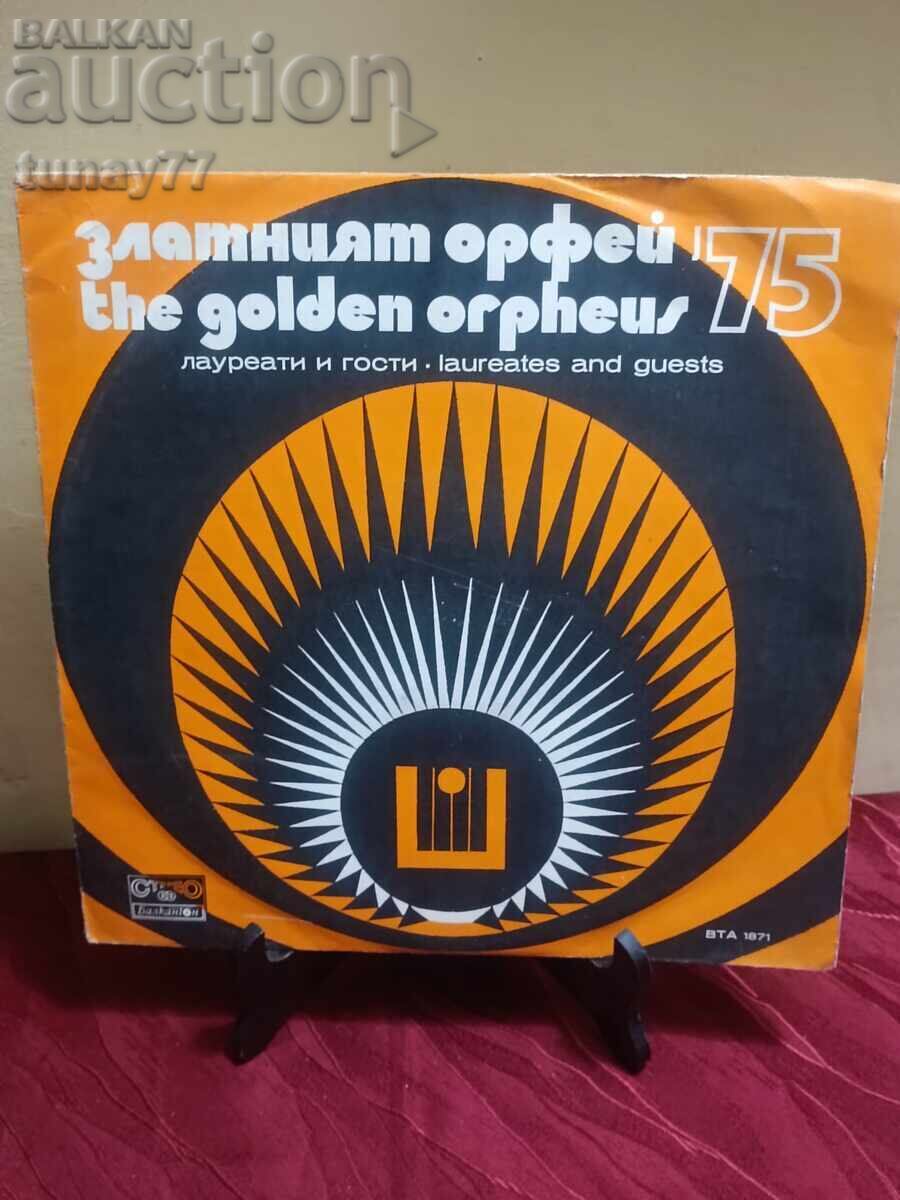 BALKAN
auction
tunay77
златният орфей '75
the golden orpheus
лауреати и гости · laureates and guests
СТЕРЕО
Балкантон
ВТА 1871